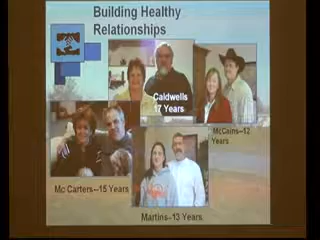 Building Healthy
Relationships
Caldwells
17 Years
McCains--12
Years
Mc Carters--15 Years
Martins--13 Years